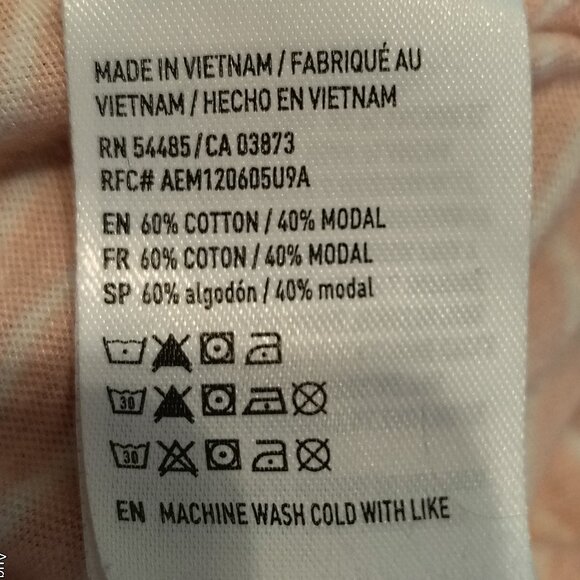 MADE IN VIETNAM / FABRIQUÉ AU
VIETNAM / HECHO EN VIETNAM
RN 54485 / CA 03873
RFC# AEM120605U9A
EN 60% COTTON / 40% MODAL
FR 60% COTON / 40% MODAL
SP 60% algodón / 40% modal
30
30
EN MACHINE WASH COLD WITH LIKE